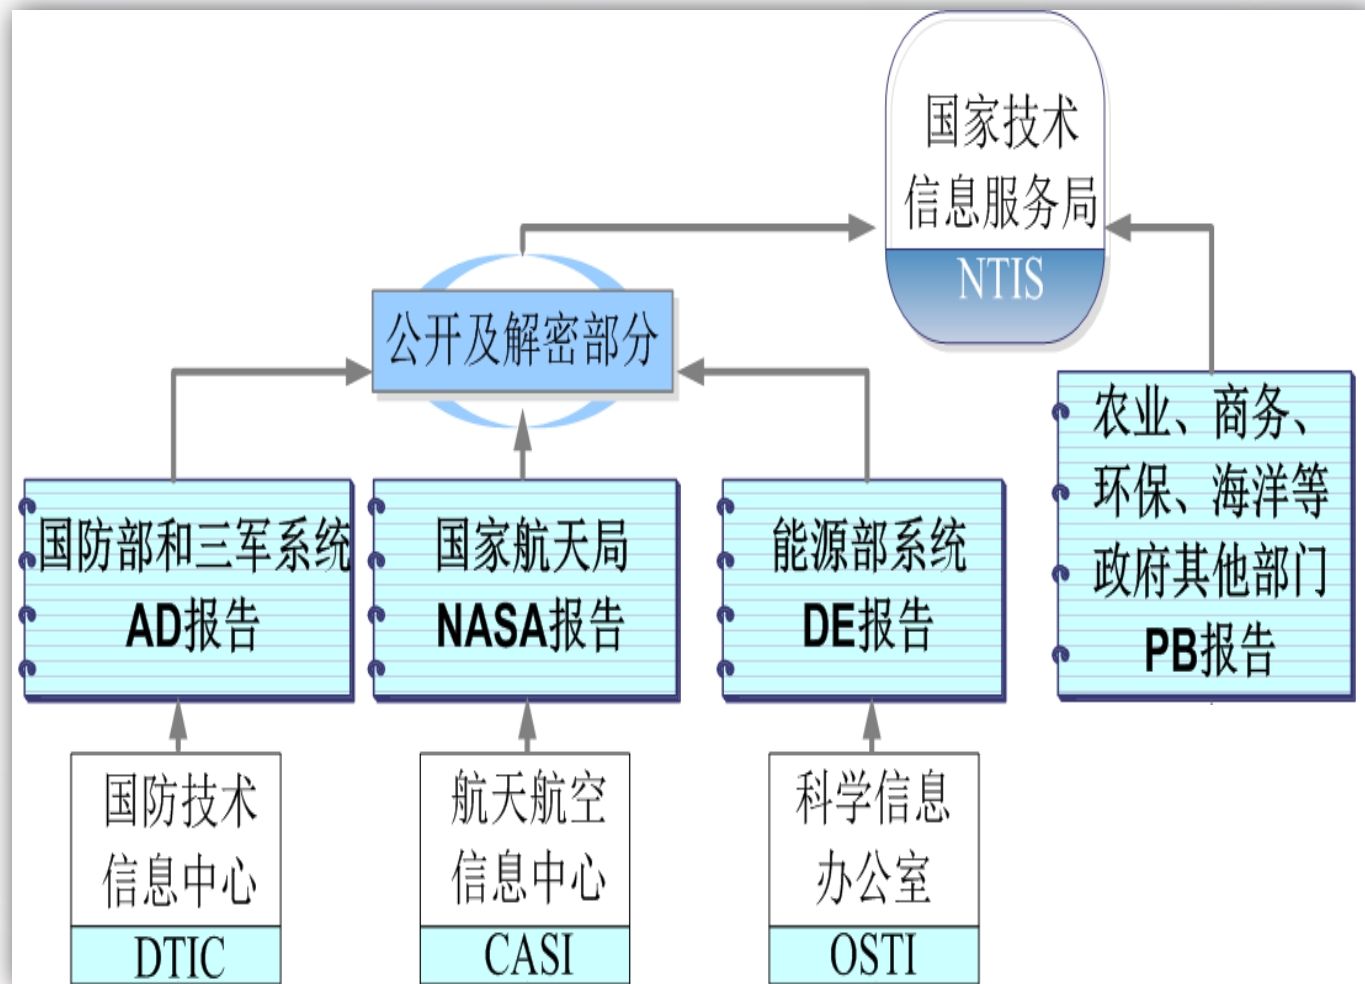 国家技术
信息服务局
NTIS
公开及解密部分
农业、商务、
环保、海洋等
政府其他部门
PB报告
国防部和三军系统
AD报告
国家航天局
NASA报告
能源部系统
DE报告
国防技术
信息中心
DTIC
航天航空
信息中心
CASI
科学信息
办公室
OSTI